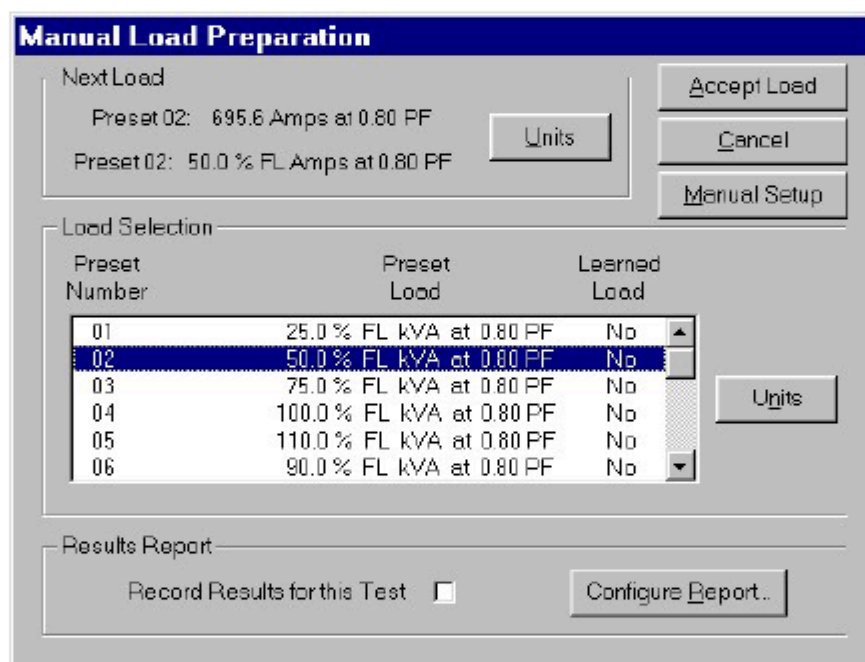 Manual Load Preparation
Next Load
Preset 02: 695.6 Amps at 0.80 PF
Preset 02: 50.0 % FL Amps at 0.80 PF
Units
Accept Load
Cancel
Manual Setup
Load Selection
Preset Number
Preset Load
Learned Load
01 25.0 % FL kVA at 0.80 PF No
02 50.0 % FL kVA at 0.80 PF No
03 75.0 % FL kVA at 0.80 PF No
04 100.0 % FL kVA at 0.80 PF No
05 110.0 % FL kVA at 0.80 PF No
06 90.0 % FL kVA at 0.80 PF No
Units
Results Report
Record Results for this Test
Configure Report..